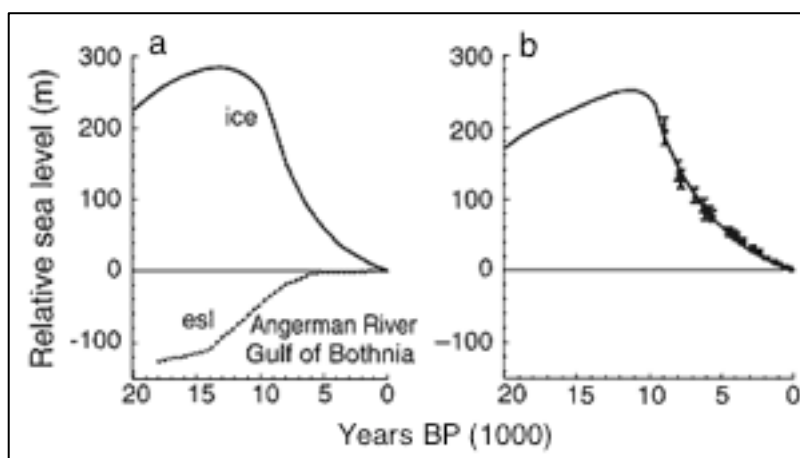 a
b
300
200
100
0
-100
Relative sea level (m)
ice
esl
Angerman River
Gulf of Bothnia
20
15
10
5
0
300
200
100
0
−100
20
15
10
5
0
Years BP (1000)